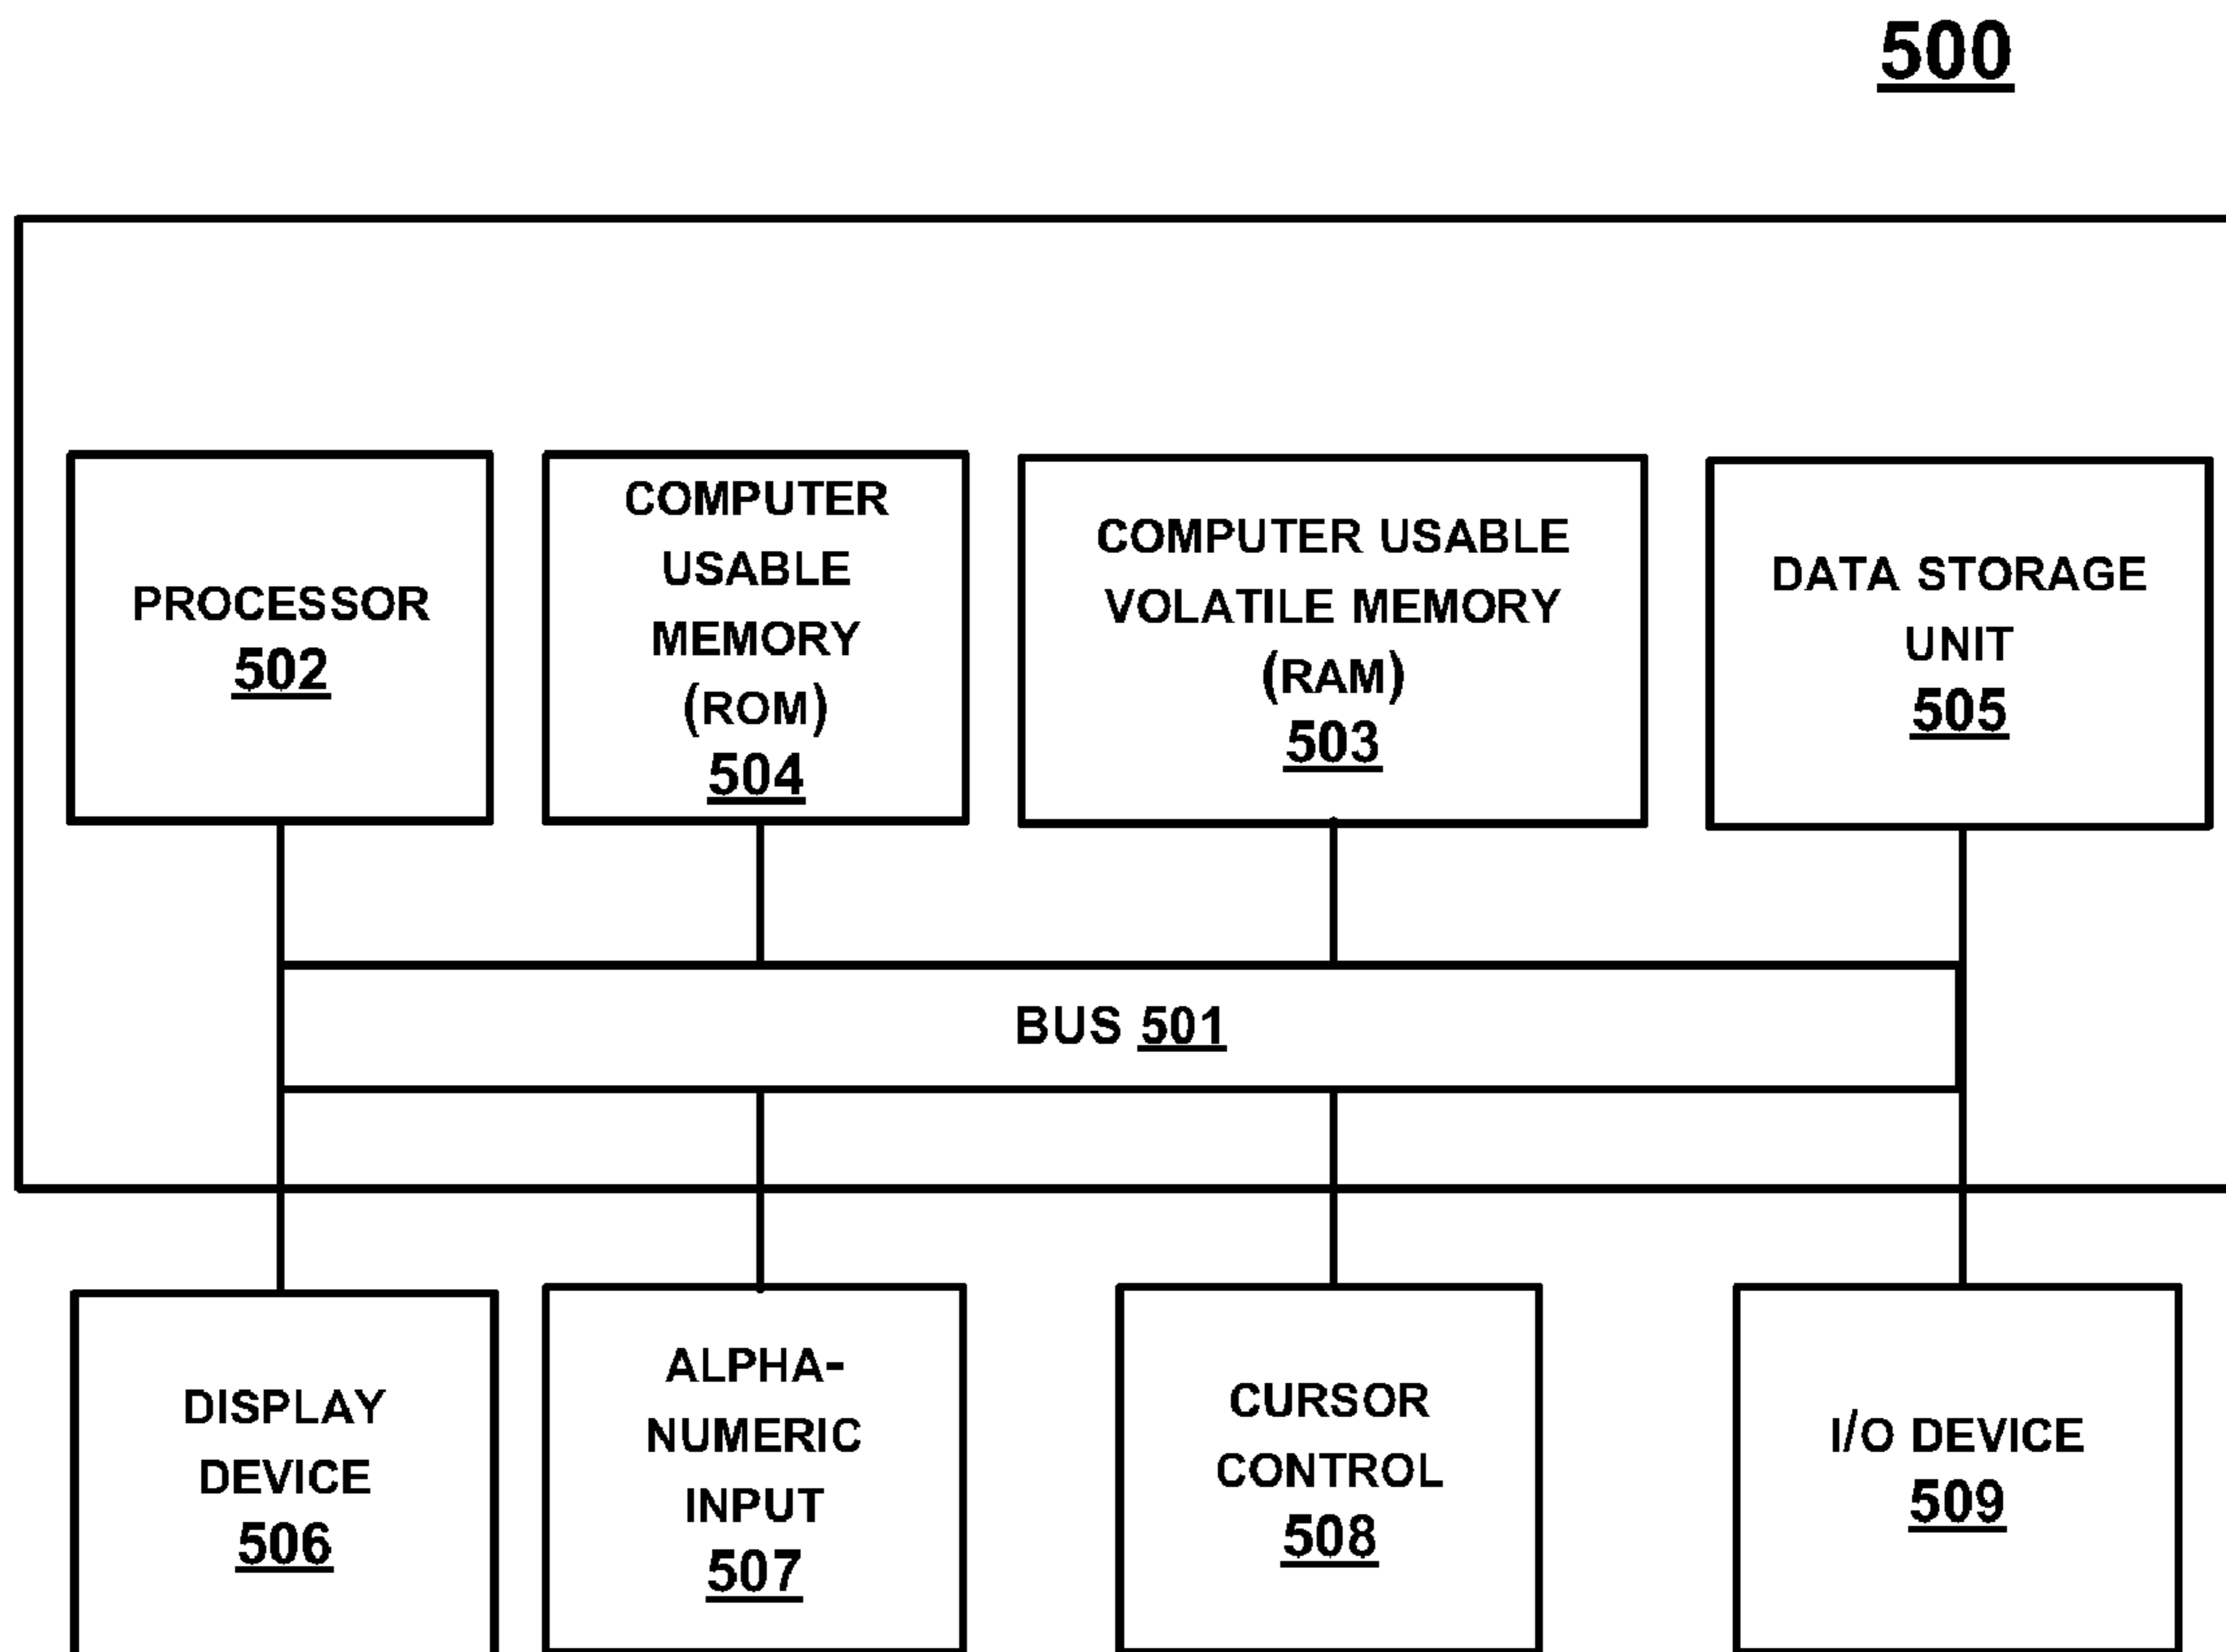 500
PROCESSOR
502
COMPUTER
USABLE
MEMORY
(ROM)
504
COMPUTER USABLE
VOLATILE MEMORY
(RAM)
503
DATA STORAGE
UNIT
505
BUS 501
DISPLAY
DEVICE
506
ALPHA-
NUMERIC
INPUT
507
CURSOR
CONTROL
508
I/O DEVICE
509